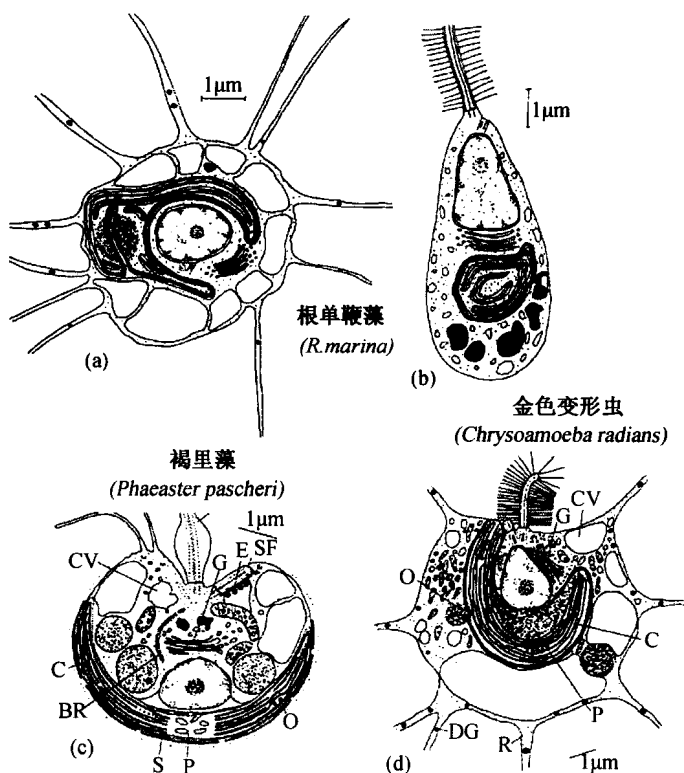 1μm
1μm
根单鞭藻
(R.marina)
(a)
(b)
金色变形虫
(Chrysoamoeba radians)
褐里藻
(Phaeaster pascheri)
1μm
CV
G
E
SF
C
BR
O
(c)
S
P
G
CV
O
C
P
(d)
DG
R
1μm